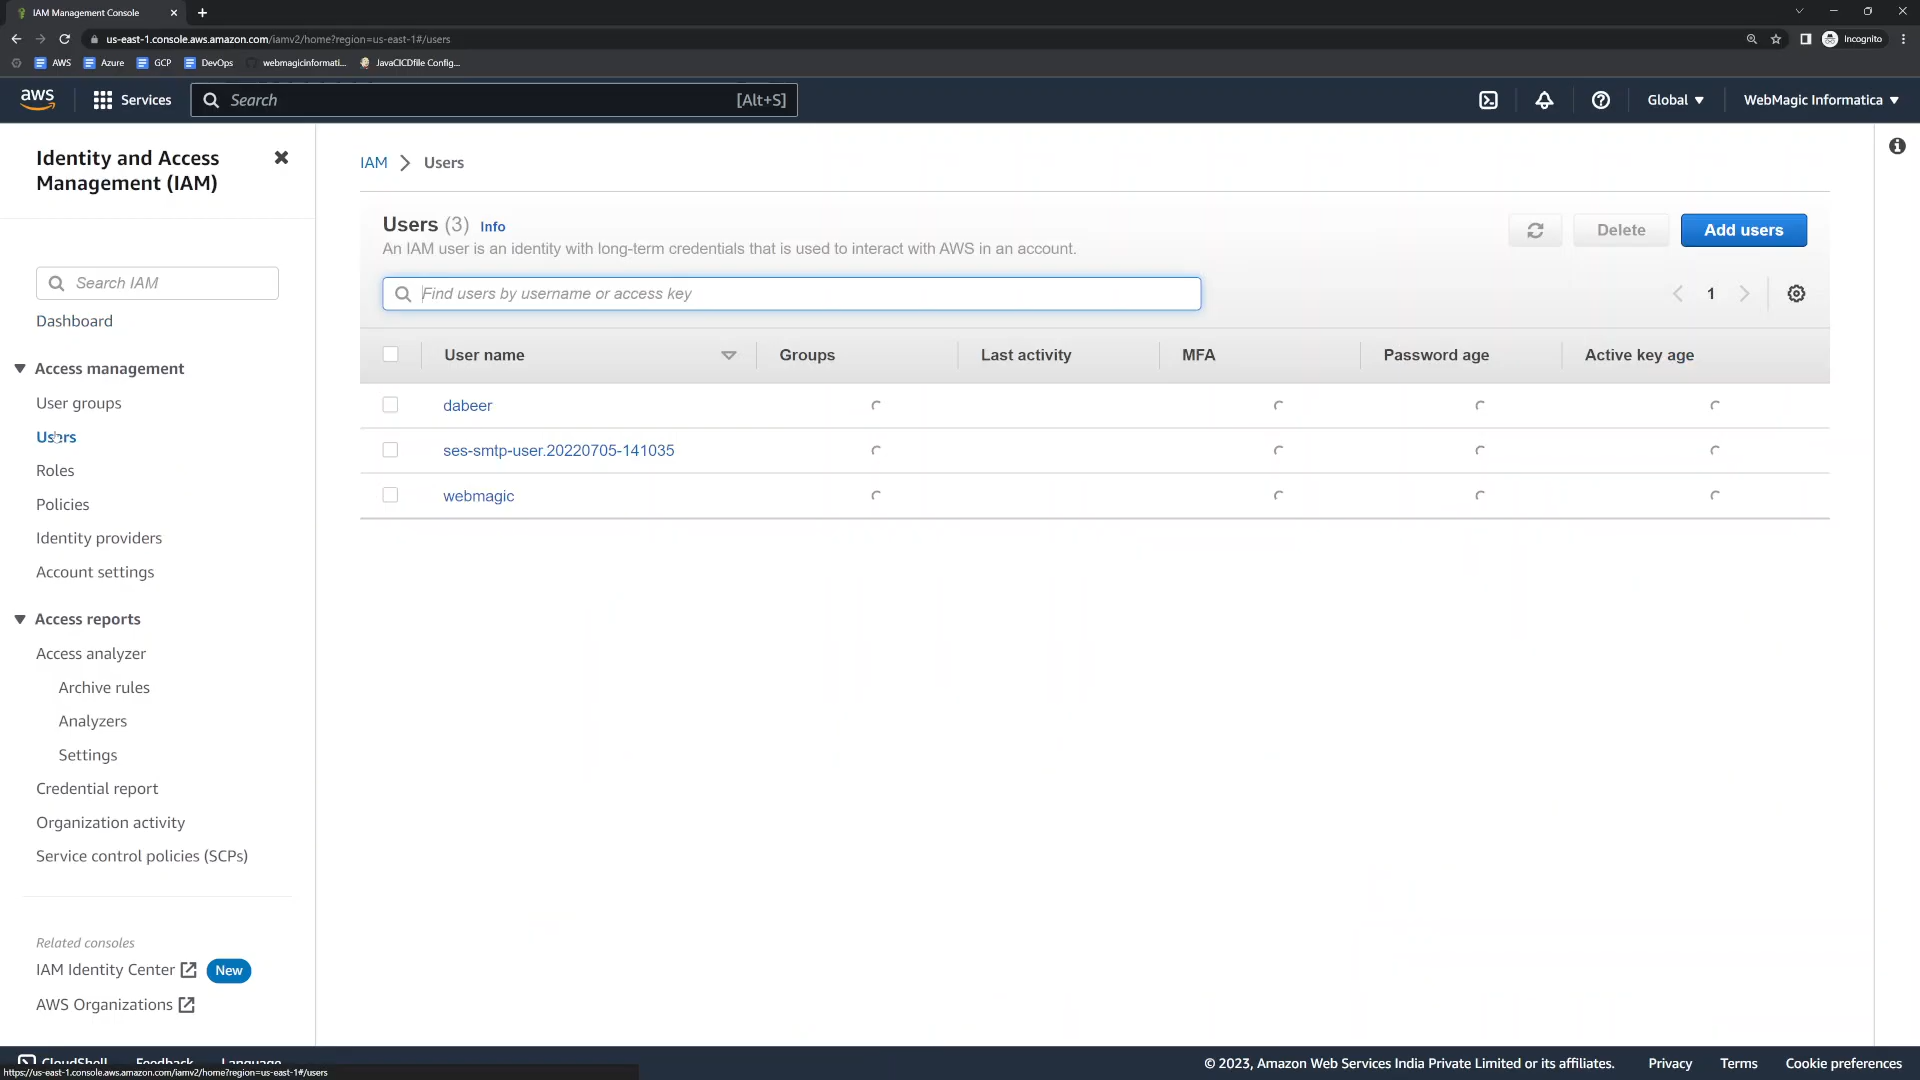 IAM Management Console
us-east-1.console.aws.amazon.com/iamv2/home?region=us-east-1#/users
Incognito
AWS
Azure
GCP
DevOps
webmagicinformati...
JavaCICDfile Config...
aws
Services
Search
[Alt+S]
Global
WebMagic Informatica
Identity and Access
Management (IAM)
Search IAM
Dashboard
Access management
User groups
Users
Roles
Policies
Identity providers
Account settings
Access reports
Access analyzer
Archive rules
Analyzers
Settings
Credential report
Organization activity
Service control policies (SCPs)
Related consoles
IAM Identity Center New
AWS Organizations
IAM > Users
Users (3) Info
An IAM user is an identity with long-term credentials that is used to interact with AWS in an account.
Delete
Add users
Find users by username or access key
1
User name Groups Last activity MFA Password age Active key age
dabeer
ses-smtp-user.20220705-141035
webmagic
CloudShell Feedback Language
© 2023, Amazon Web Services India Private Limited or its affiliates. Privacy Terms Cookie preferences
https://us-east-1.console.aws.amazon.com/iamv2/home?region=us-east-1#/users